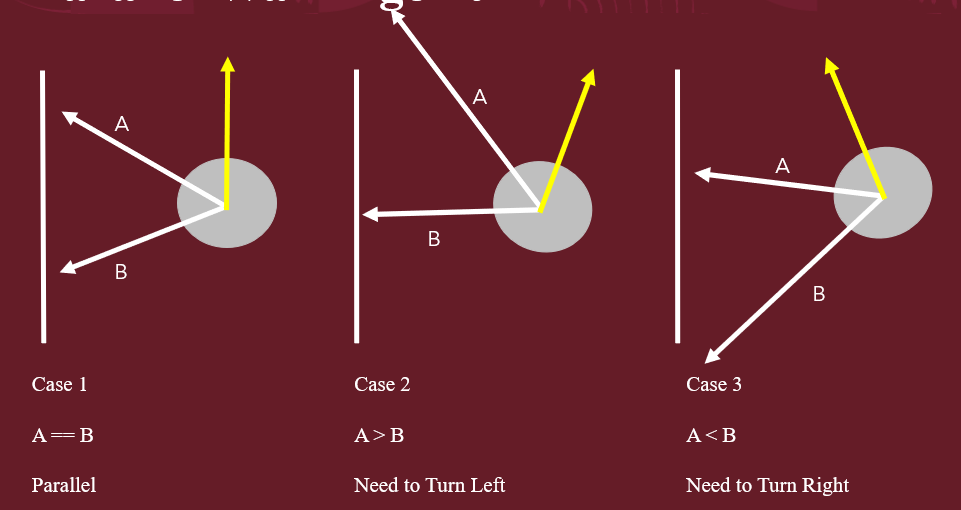 A
B
A
B
A
B
Case 1
A == B
Parallel
Case 2
A > B
Need to Turn Left
Case 3
A < B
Need to Turn Right